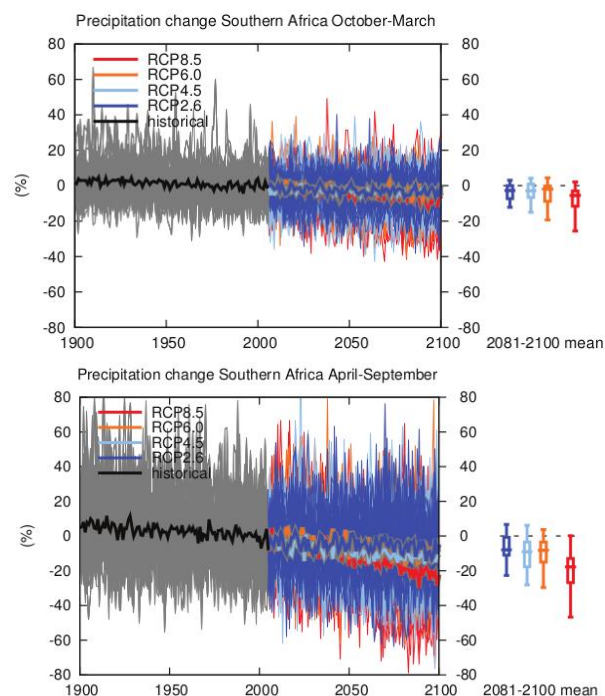 Precipitation change Southern Africa October-March
80 80
RCP8.5
60 60
RCP6.0
40 RCP4.5 40
RCP2.6
20 historical 20
(%)
0 0
-20 -20
-40 -40
-60 -60
-80 -80
1900 1950 2000 2050 2100 2081-2100 mean
Precipitation change Southern Africa April-September
80 80
RCP8.5
60 RCP6.0 60
RCP4.5
40 RCP2.6 40
historical
20 20
(%)
0 0
-20 -20
-40 -40
-60 -60
-80 -80
1900 1950 2000 2050 2100 2081-2100 mean